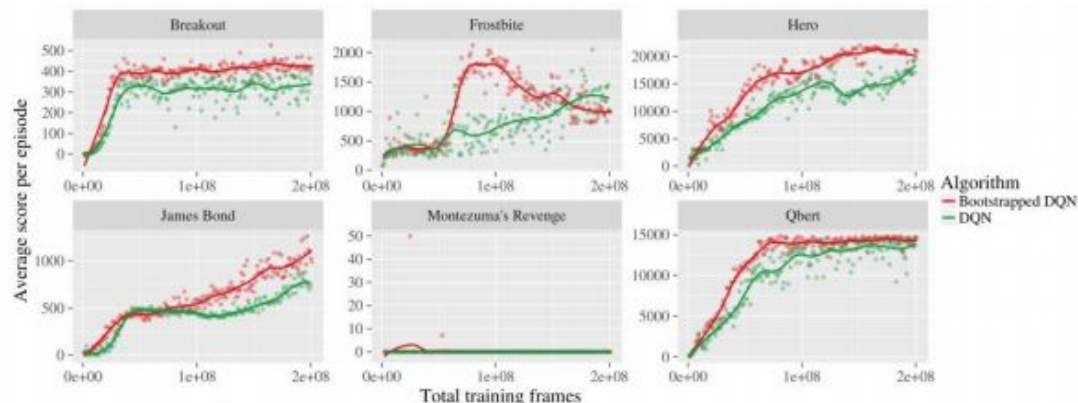 Breakout
Frostbite
Hero
500
400
300
200
100
0
2000
1500
1000
500
0
20000
15000
10000
5000
0
0e+00 1e+08 2e+08
0e+00 1e+08 2e+08
0e+00 1e+08 2e+08
Average score per episode
James Bond
Montezuma's Revenge
Qbert
1000
500
0
50
40
30
20
10
5
0
15000
10000
5000
0
0e+00 1e+08 2e+08
0e+00 1e+08 2e+08
0e+00 1e+08 2e+08
Total training frames
Algorithm
Bootstrapped DQN
DQN